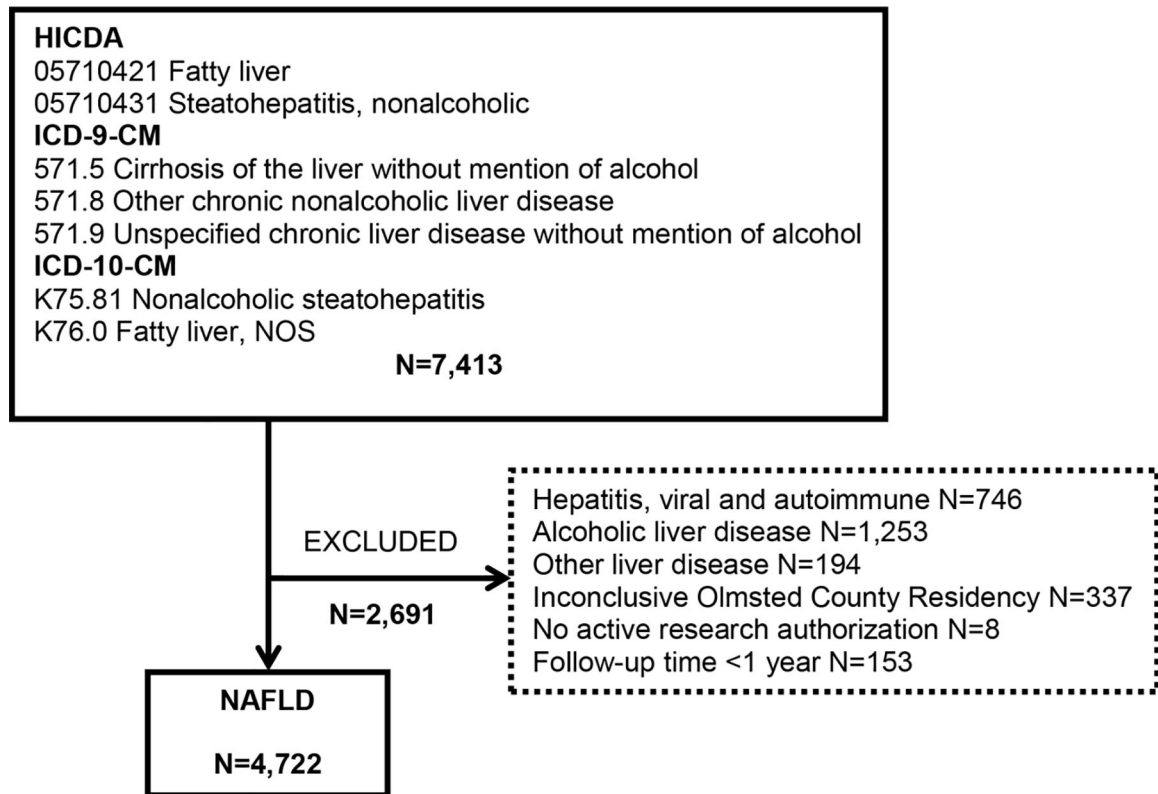 HICDA
05710421 Fatty liver
05710431 Steatohepatitis, nonalcoholic
ICD-9-CM
571.5 Cirrhosis of the liver without mention of alcohol
571.8 Other chronic nonalcoholic liver disease
571.9 Unspecified chronic liver disease without mention of alcohol
ICD-10-CM
K75.81 Nonalcoholic steatohepatitis
K76.0 Fatty liver, NOS
N=7,413
EXCLUDED
N=2,691
Hepatitis, viral and autoimmune N=746
Alcoholic liver disease N=1,253
Other liver disease N=194
Inconclusive Olmsted County Residency N=337
No active research authorization N=8
Follow-up time <1 year N=153
NAFLD
N=4,722